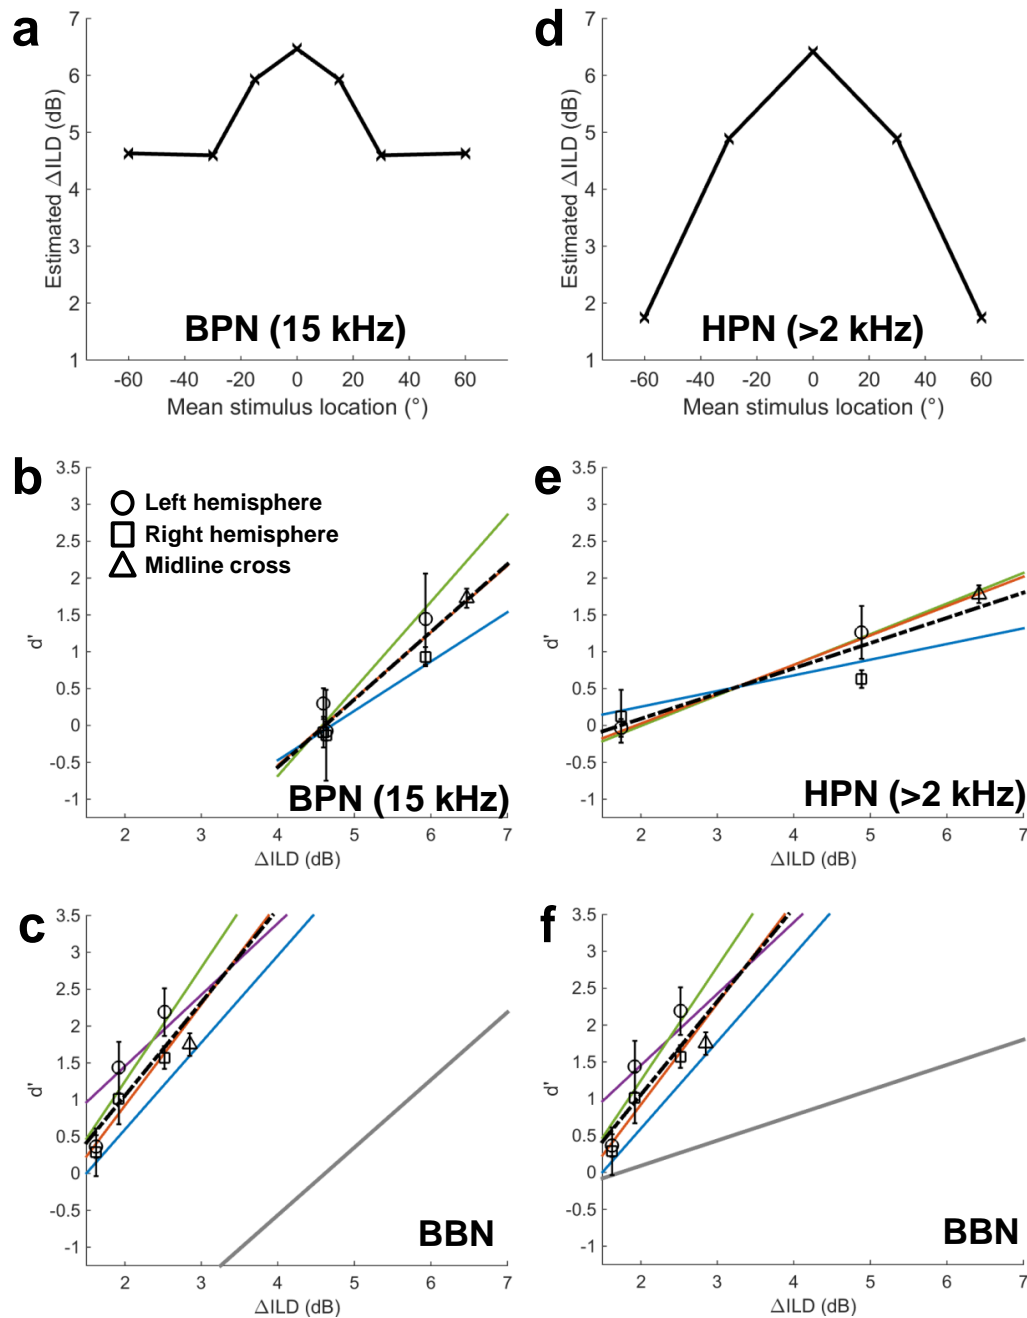 a
7
6
5
4
3
2
1
Estimated ΔILD (dB)
BPN (15 kHz)
-60 -40 -20 0 20 40 60
Mean stimulus location (°)
d
7
6
5
4
3
2
1
Estimated ΔILD (dB)
HPN (>2 kHz)
-60 -40 -20 0 20 40 60
Mean stimulus location (°)
b
3.5
3
2.5
2
1.5
1
0.5
0
-0.5
-1
d'
Left hemisphere
Right hemisphere
Midline cross
BPN (15 kHz)
2 3 4 5 6 7
ΔILD (dB)
e
3.5
3
2.5
2
1.5
1
0.5
0
-0.5
-1
d'
HPN (>2 kHz)
2 3 4 5 6 7
ΔILD (dB)
c
3.5
3
2.5
2
1.5
1
0.5
0
-0.5
-1
d'
BBN
2 3 4 5 6 7
ΔILD (dB)
f
3.5
3
2.5
2
1.5
1
0.5
0
-0.5
-1
d'
BBN
2 3 4 5 6 7
ΔILD (dB)